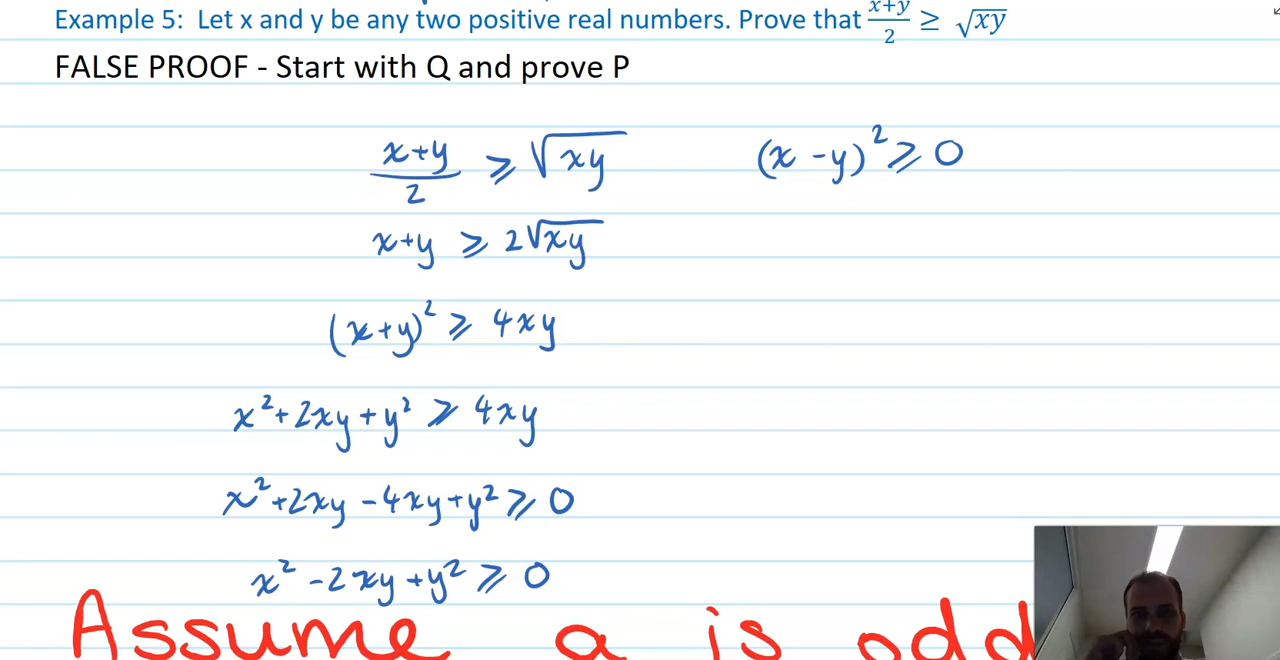 Example 5: Let x and y be any two positive real numbers. Prove that (x+y)/2 ≥ √xy
FALSE PROOF - Start with Q and prove P
(x+y)/2 ≥ √xy
(x-y)² ≥ 0
x+y ≥ 2√xy
(x+y)² ≥ 4xy
x²+2xy+y² ≥ 4xy
x²+2xy-4xy+y² ≥ 0
x²-2xy+y² ≥ 0
Assume a is odd